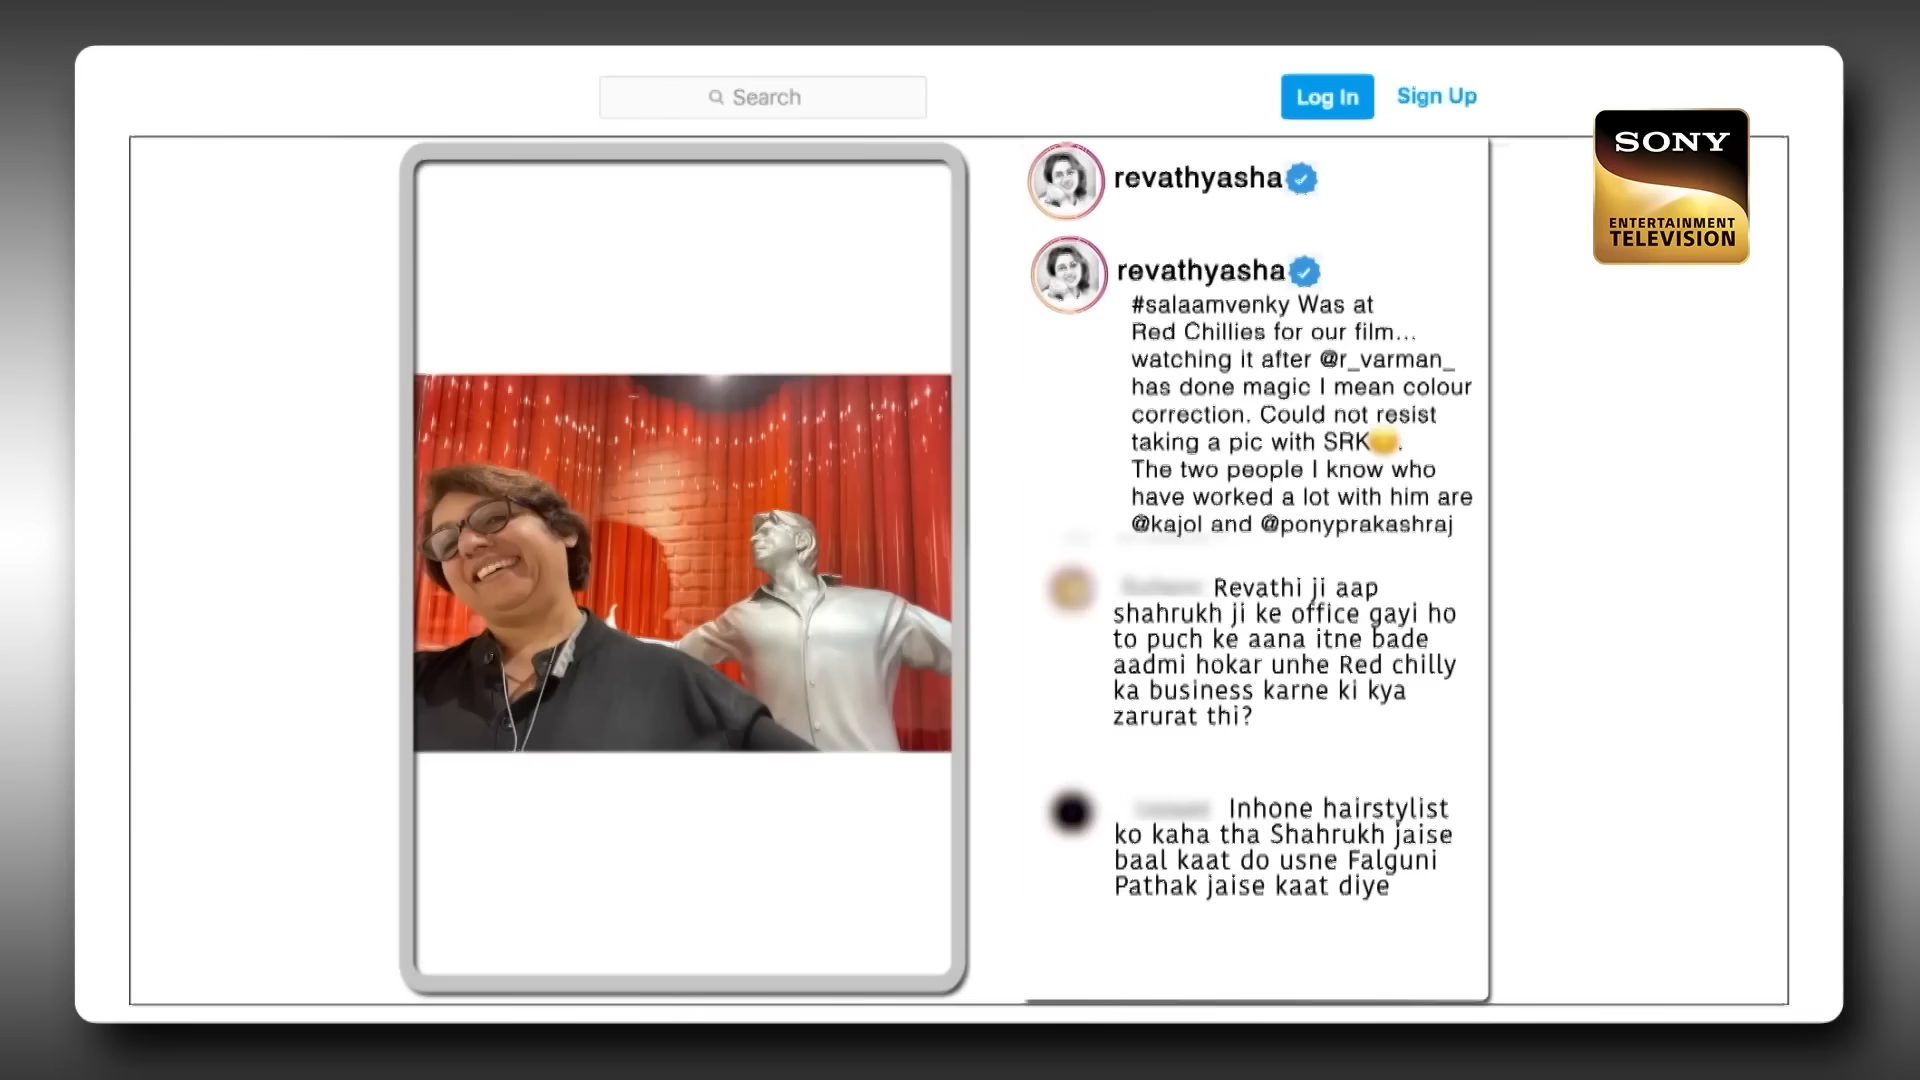 Search
Log In
Sign Up
SONY
ENTERTAINMENT
TELEVISION
revathyasha
revathyasha
#salaamvenky Was at
Red Chillies for our film...
watching it after @r_varman_
has done magic I mean colour
correction. Could not resist
taking a pic with SRK.
The two people I know who
have worked a lot with him are
@kajol and @ponyprakashraj
Revathi ji aap
shahrukh ji ke office gayi ho
to puch ke aana itne bade
aadmi hokar unhe Red chilly
ka business karne ki kya
zarurat thi?
Inhone hairstylist
ko kaha tha Shahrukh jaise
baal kaat do usne Falguni
Pathak jaise kaat diye